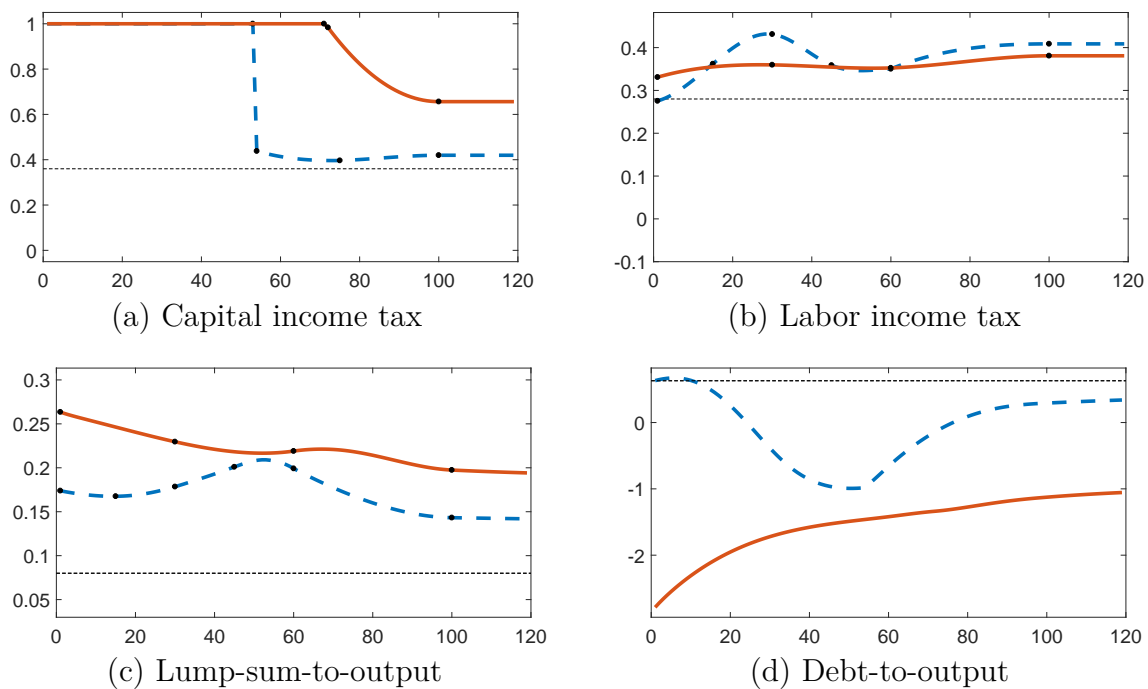 1
0.8
0.6
0.4
0.2
0
0 20 40 60 80 100 120
(a) Capital income tax
0.4
0.3
0.2
0.1
0
-0.1
0 20 40 60 80 100 120
(b) Labor income tax
0.3
0.25
0.2
0.15
0.1
0.05
0 20 40 60 80 100 120
(c) Lump-sum-to-output
0
-1
-2
0 20 40 60 80 100 120
(d) Debt-to-output